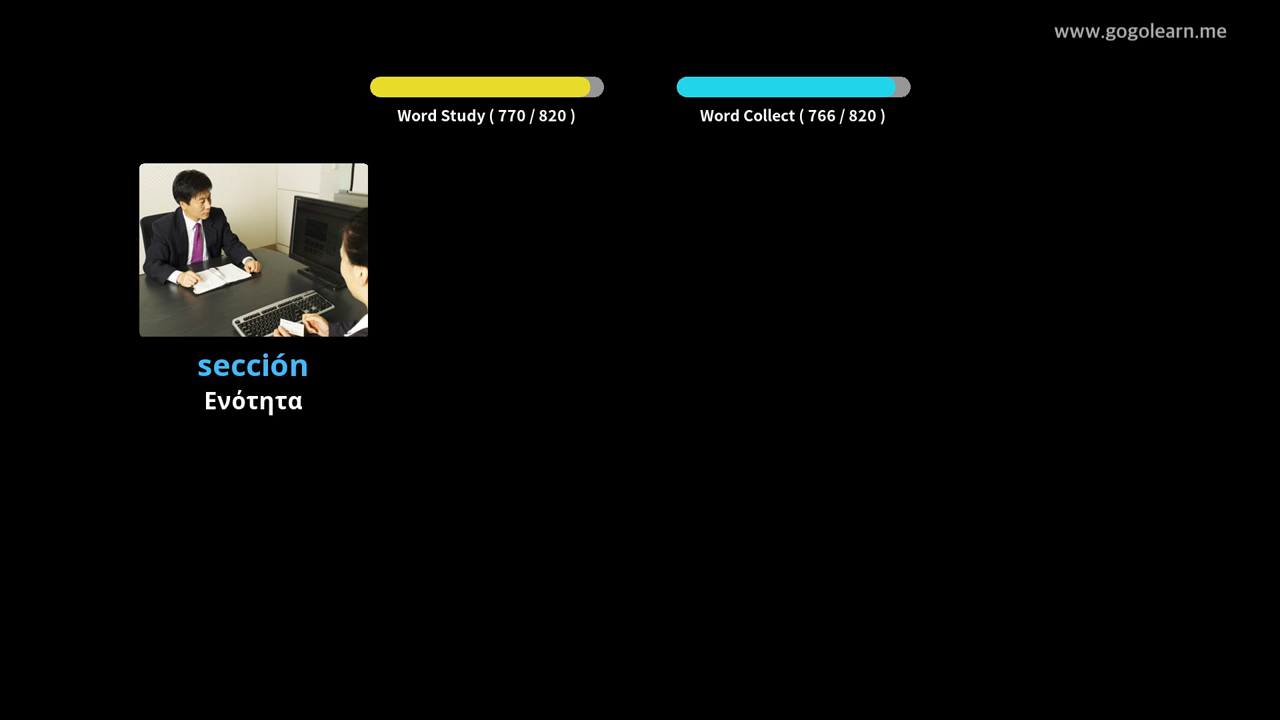 www.gogolearn.me
Word Study ( 770 / 820 )
Word Collect ( 766 / 820 )
sección
Ενότητα